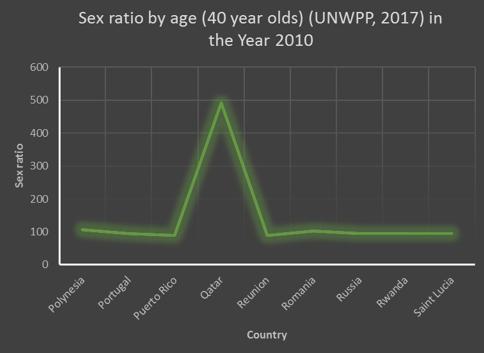 Sex ratio by age (40 year olds) (UNWPP, 2017) in
the Year 2010
600
500
400
300
200
100
0
Sex ratio
Polynesia
Portugal
Puerto Rico
Qatar
Reunion
Romania
Russia
Rwanda
Saint Lucia
Country